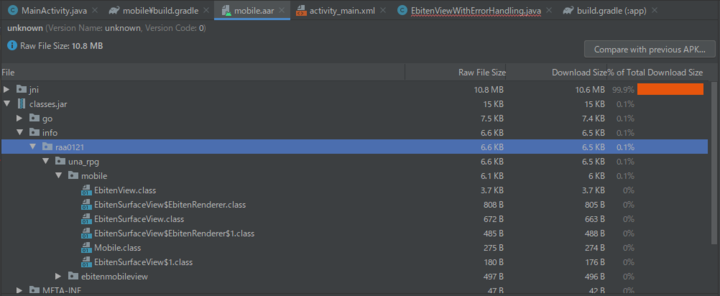 MainActivity.java mobile¥build.gradle mobile.aar activity_main.xml EbitenViewWithErrorHandling.java build.gradle (:app)
unknown (Version Name: unknown, Version Code: 0)
Raw File Size: 10.8 MB
Compare with previous APK...
File Raw File Size Download Size % of Total Download Size
jni 10.8 MB 10.6 MB 99.9%
classes.jar 15 KB 15 KB 0.1%
go 7.5 KB 7.4 KB 0.1%
info 6.6 KB 6.5 KB 0.1%
raa0121 6.6 KB 6.5 KB 0.1%
una_rpg 6.6 KB 6.5 KB 0.1%
mobile 6.1 KB 6 KB 0.1%
EbitenView.class 3.7 KB 3.7 KB 0%
EbitenSurfaceView$EbitenRenderer.class 808 B 805 B 0%
EbitenSurfaceView.class 672 B 663 B 0%
EbitenSurfaceView$EbitenRenderer$1.class 485 B 488 B 0%
Mobile.class 275 B 274 B 0%
EbitenSurfaceView$1.class 180 B 176 B 0%
ebitenmobileview 497 B 496 B 0%
META-INF 47 B 42 B 0%